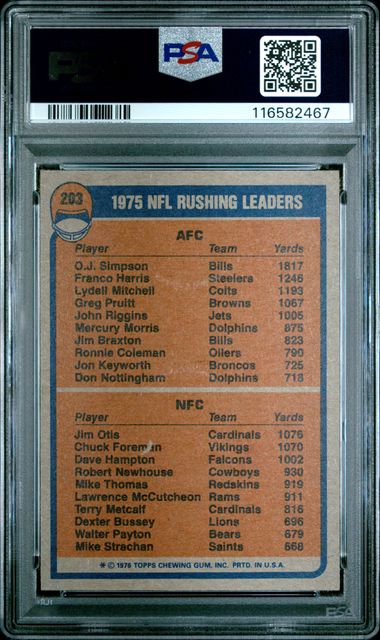 PSA
116582467
203
1975 NFL RUSHING LEADERS
AFC
Player Team Yards
O.J. Simpson Bills 1817
Franco Harris Steelers 1246
Lydell Mitchell Colts 1193
Greg Pruitt Browns 1067
John Riggins Jets 1005
Mercury Morris Dolphins 875
Jim Braxton Bills 823
Ronnie Coleman Oilers 790
Jon Keyworth Broncos 725
Don Nottingham Dolphins 718
NFC
Player Team Yards
Jim Otis Cardinals 1076
Chuck Foreman Vikings 1070
Dave Hampton Falcons 1002
Robert Newhouse Cowboys 930
Mike Thomas Redskins 919
Lawrence McCutcheon Rams 911
Terry Metcalf Cardinals 816
Dexter Bussey Lions 696
Walter Payton Bears 679
Mike Strachan Saints 668
* © 1976 TOPPS CHEWING GUM, INC. PRTD. IN U.S.A.
PSA